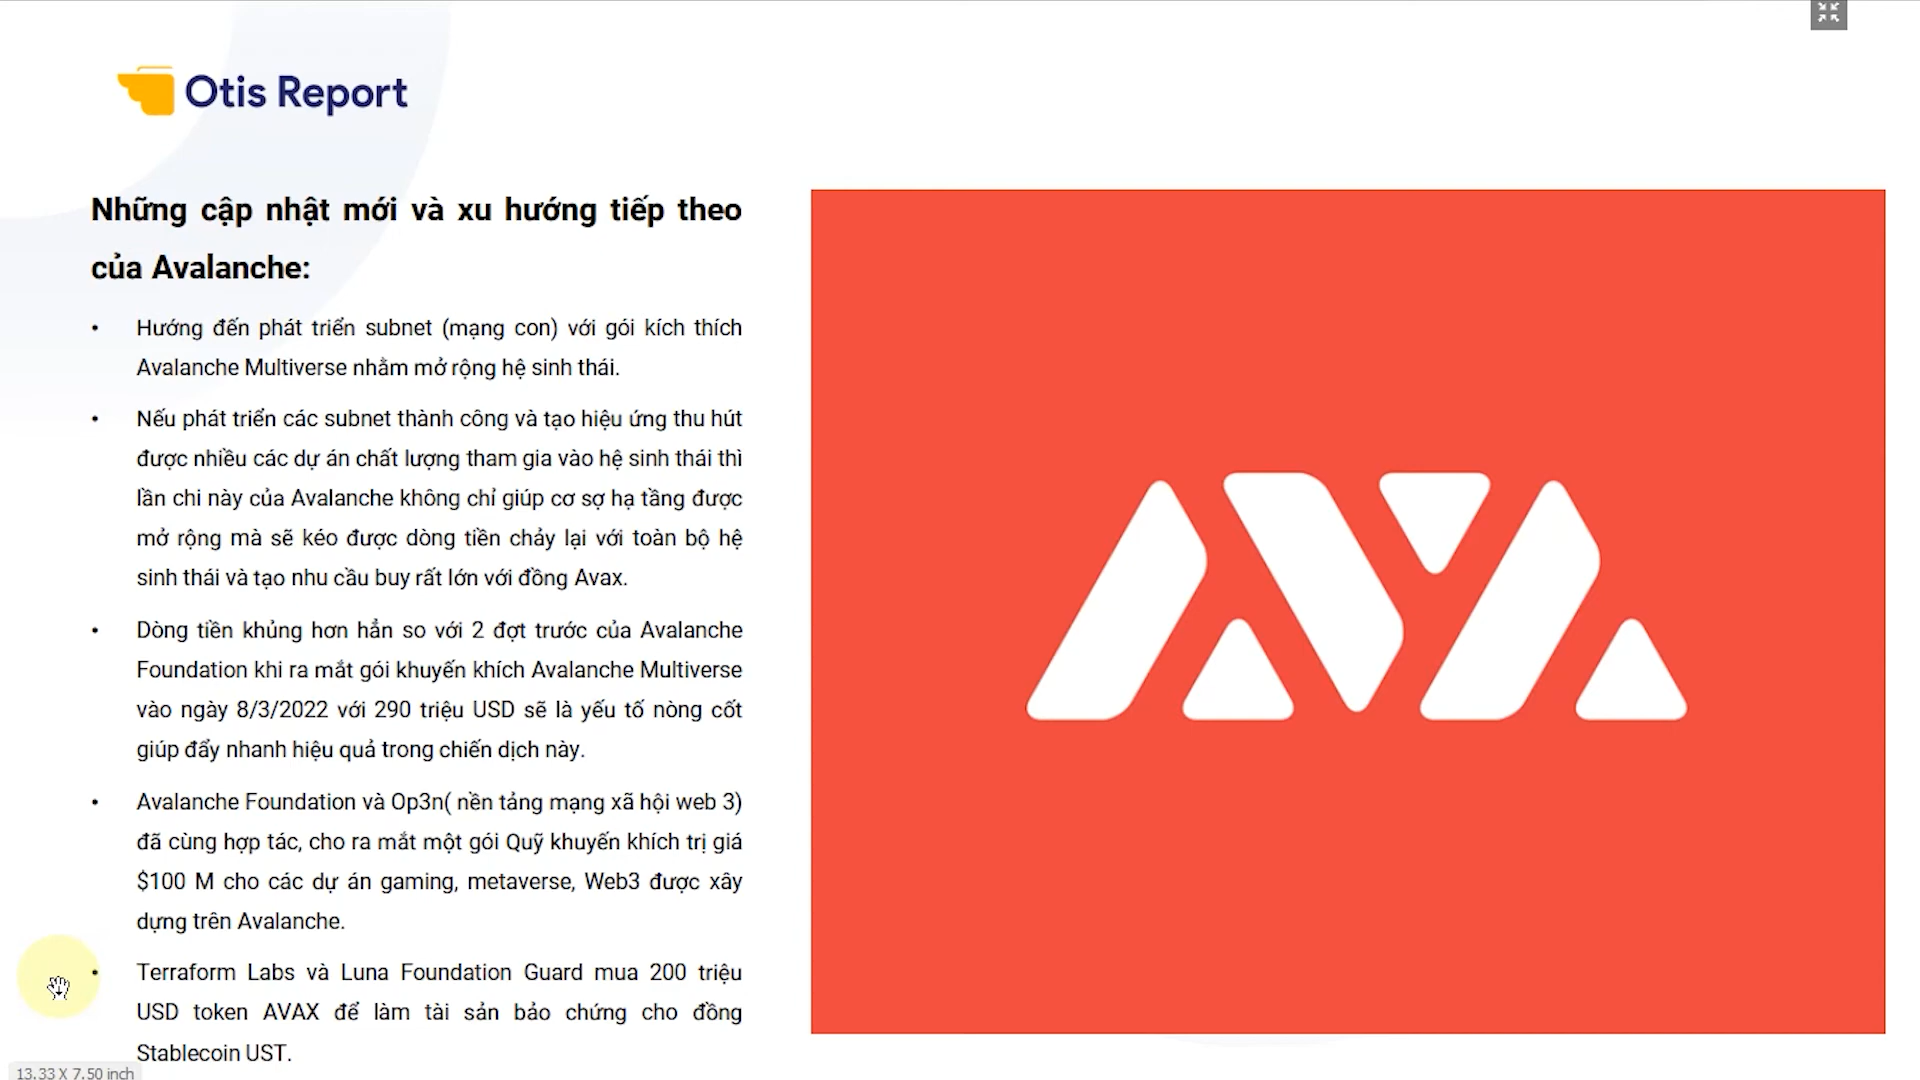 Otis Report
Những cập nhật mới và xu hướng tiếp theo
của Avalanche:
• Hướng đến phát triển subnet (mạng con) với gói kích thích
Avalanche Multiverse nhằm mở rộng hệ sinh thái.
• Nếu phát triển các subnet thành công và tạo hiệu ứng thu hút
được nhiều các dự án chất lượng tham gia vào hệ sinh thái thì
lần chi này của Avalanche không chỉ giúp cơ sợ hạ tầng được
mở rộng mà sẽ kéo được dòng tiền chảy lại với toàn bộ hệ
sinh thái và tạo nhu cầu buy rất lớn với đồng Avax.
• Dòng tiền khủng hơn hẳn so với 2 đợt trước của Avalanche
Foundation khi ra mắt gói khuyến khích Avalanche Multiverse
vào ngày 8/3/2022 với 290 triệu USD sẽ là yếu tố nòng cốt
giúp đẩy nhanh hiệu quả trong chiến dịch này.
• Avalanche Foundation và Op3n( nền tảng mạng xã hội web 3)
đã cùng hợp tác, cho ra mắt một gói Quỹ khuyến khích trị giá
$100 M cho các dự án gaming, metaverse, Web3 được xây
dựng trên Avalanche.
• Terraform Labs và Luna Foundation Guard mua 200 triệu
USD token AVAX để làm tài sản bảo chứng cho đồng
Stablecoin UST.
13.33 X 7.50 inch